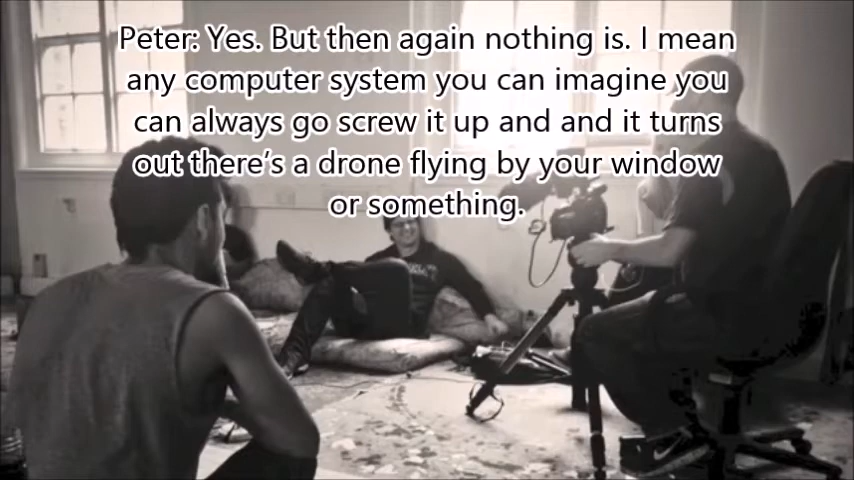 Peter: Yes. But then again nothing is. I mean
any computer system you can imagine you
can always go screw it up and and it turns
out there’s a drone flying by your window
or something.